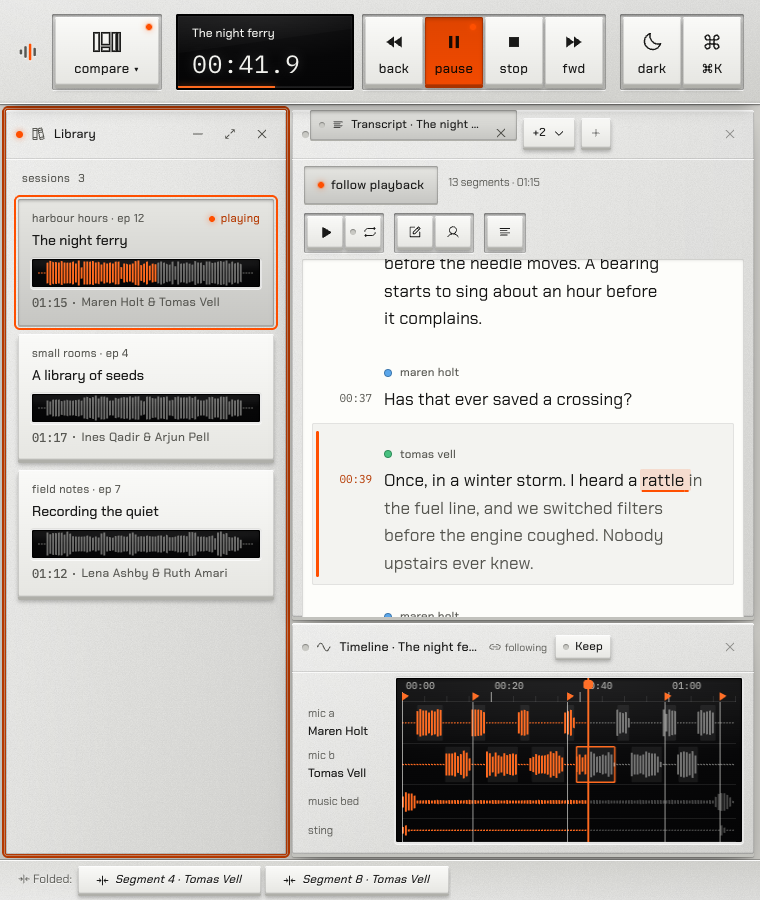 The night ferry
00:41.9
compare
back
pause
stop
fwd
dark
⌘K
Library
sessions 3
harbour hours · ep 12
playing
The night ferry
01:15 · Maren Holt & Tomas Vell
small rooms · ep 4
A library of seeds
01:17 · Ines Qadir & Arjun Pell
field notes · ep 7
Recording the quiet
01:12 · Lena Ashby & Ruth Amari
Transcript · The night ...
+2
follow playback
13 segments · 01:15
before the needle moves. A bearing
starts to sing about an hour before
it complains.
maren holt
00:37 Has that ever saved a crossing?
tomas vell
00:39 Once, in a winter storm. I heard a rattle in
the fuel line, and we switched filters
before the engine coughed. Nobody
upstairs ever knew.
maren holt
Timeline · The night fe...
following
Keep
00:00 00:20 :40 01:00
mic a
Maren Holt
mic b
Tomas Vell
music bed
sting
Folded:
Segment 4 · Tomas Vell
Segment 8 · Tomas Vell